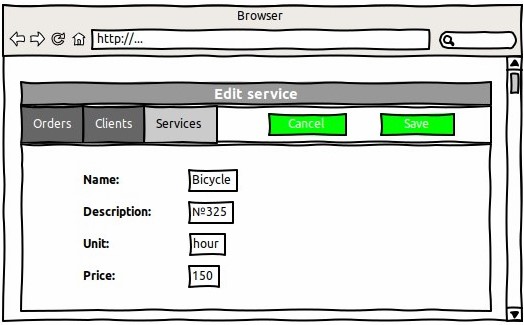 Browser
http://...
Edit service
Orders Clients Services Cancel Save
Name: Bicycle
Description: №325
Unit: hour
Price: 150